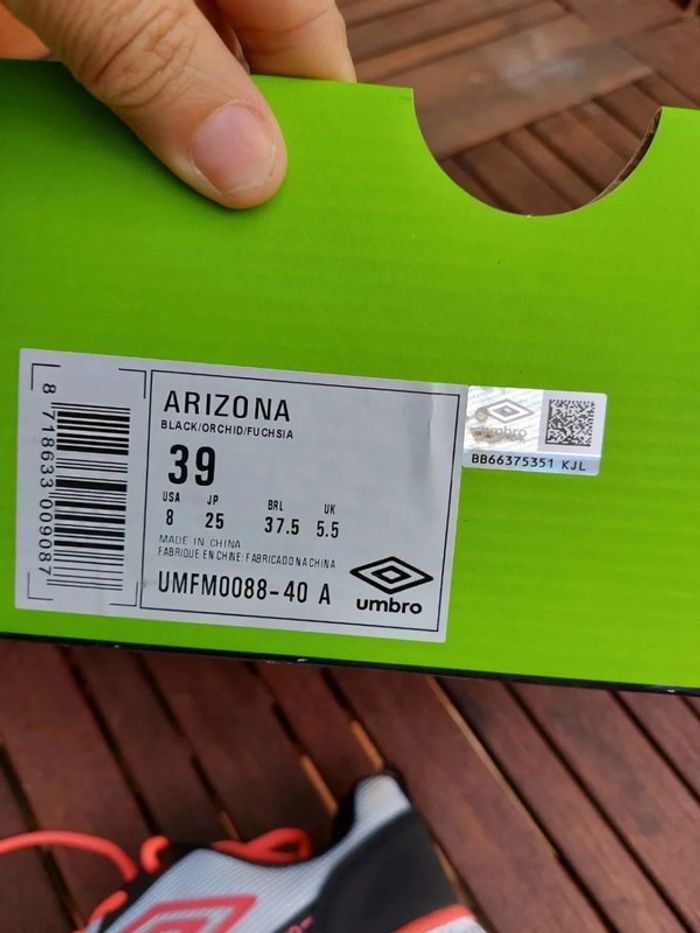 8 718633 009087
ARIZONA
BLACK/ORCHID/FUCHSIA
39
USA JP BRL UK
8 25 37.5 5.5
MADE IN CHINA
FABRIQUE EN CHINE/FABRICADO NA CHINA
UMFM0088-40 A
umbro
umbro
BB66375351 KJL